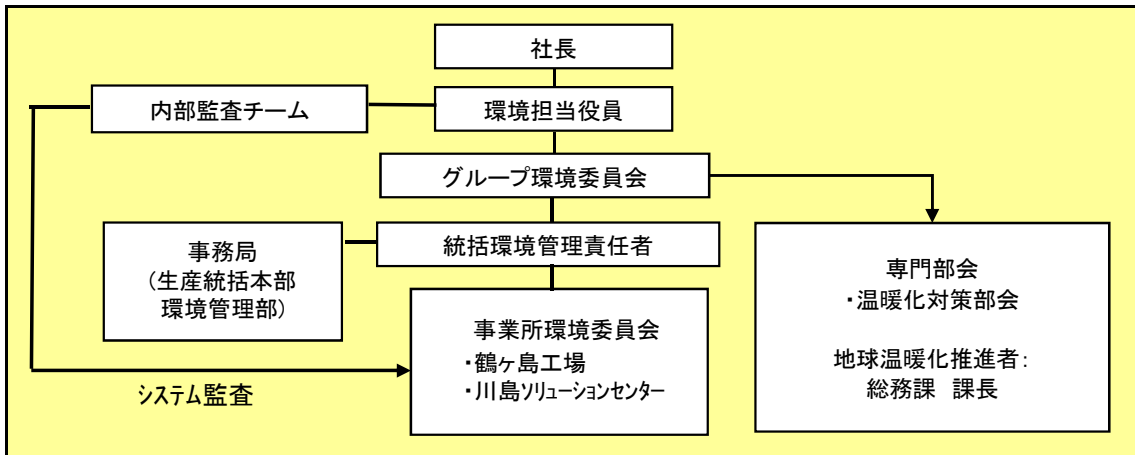 社長
内部監査チーム
環境担当役員
グループ環境委員会
事務局
(生産統括本部
環境管理部)
統括環境管理責任者
専門部会
・温暖化対策部会
地球温暖化推進者:
総務課 課長
事業所環境委員会
・鶴ヶ島工場
・川島ソリューションセンター
システム監査